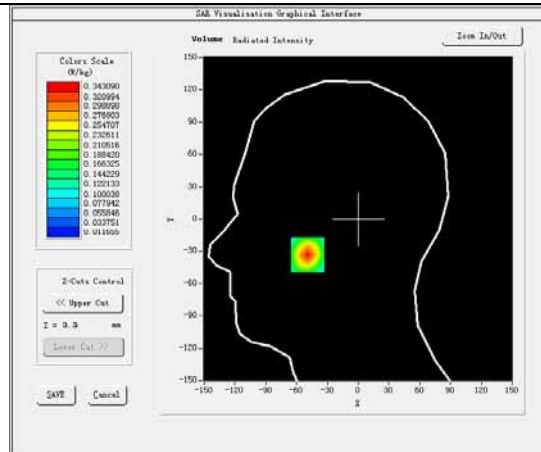 SAR Visualisation Graphical Interface
Volume Radiated Intensity
Zoom In/Out
Colors Scale
(W/kg)
0.343090
0.320994
0.298898
0.276803
0.254707
0.232611
0.210516
0.188420
0.166325
0.144229
0.122133
0.100038
0.077942
0.055846
0.033751
0.011655
150
120
90
60
30
0
-30
-60
-90
-120
-150
Y
-150 -120 -90 -60 -30 0 30 60 90 120 150
X
Z-Cuts Control
<< Upper Cut
Z = 3.3 mm
Lower Cut >>
SAVE Cancel